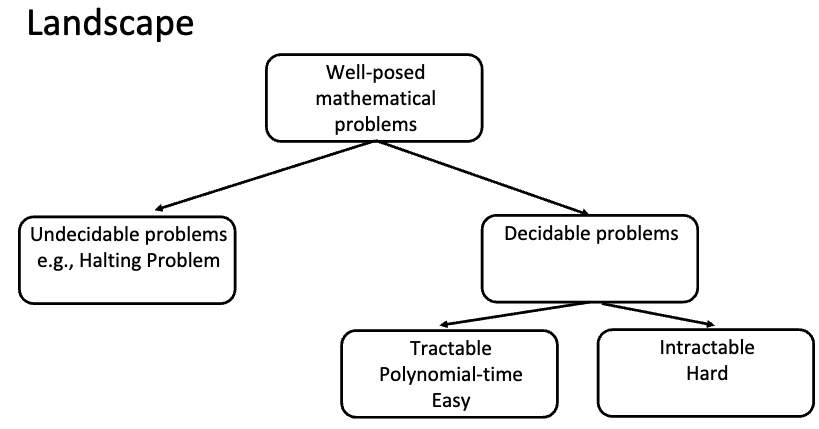 Landscape
Well-posed
mathematical
problems
Undecidable problems
e.g., Halting Problem
Decidable problems
Tractable
Polynomial-time
Easy
Intractable
Hard